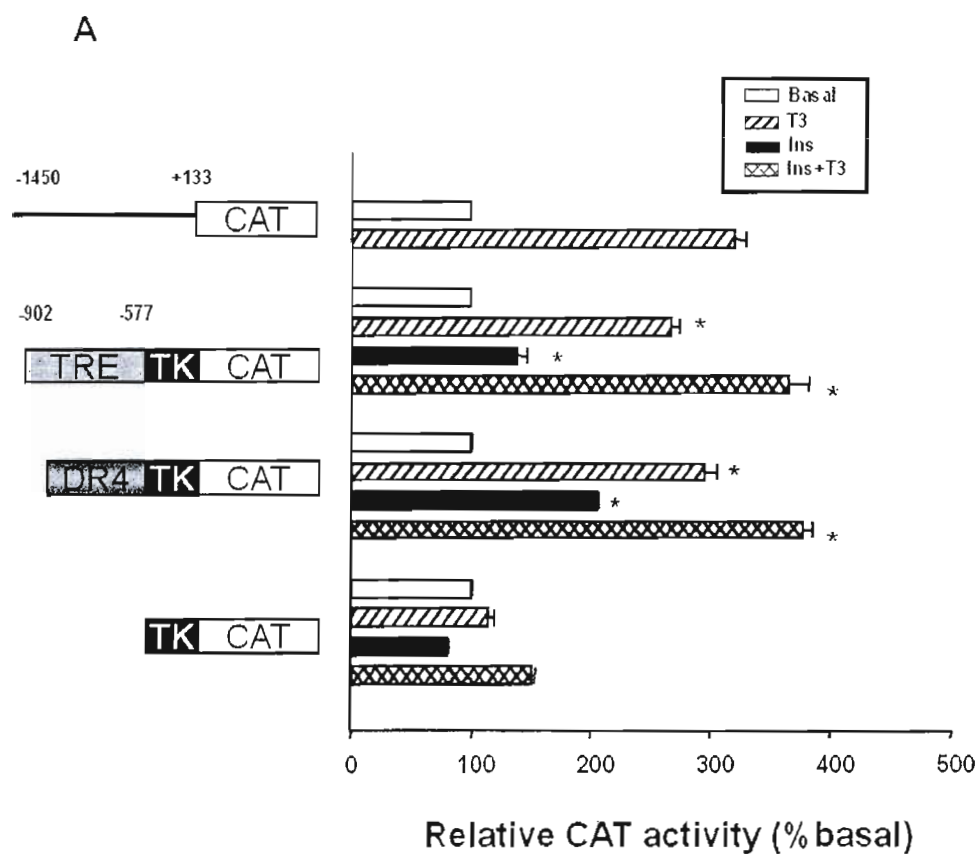 A
Basal
T3
Ins
Ins+T3
-1450 +133
CAT
-902 -577
TRE TK CAT
*
*
*
DR4 TK CAT
*
*
*
TK CAT
0 100 200 300 400 500
Relative CAT activity (% basal)